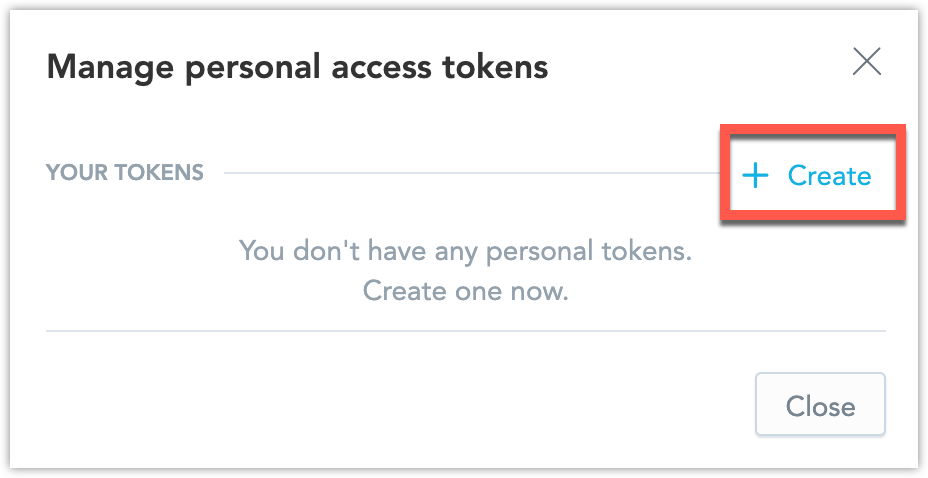 Manage personal access tokens
YOUR TOKENS
+ Create
You don't have any personal tokens.
Create one now.
Close